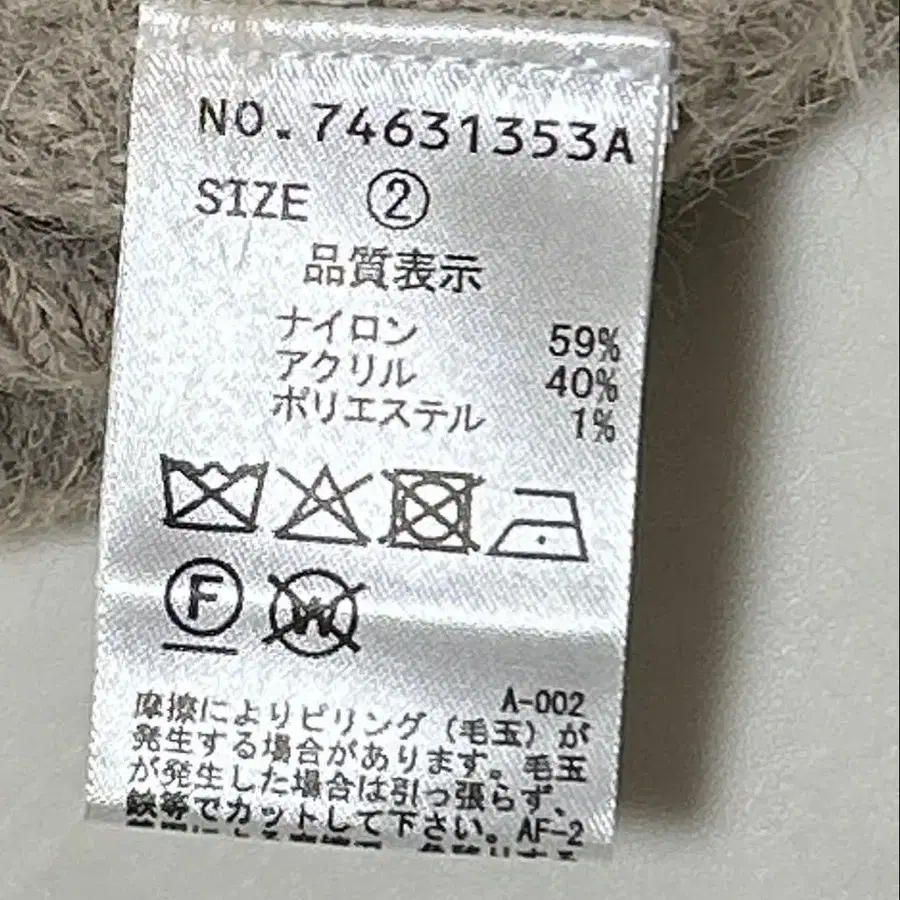 NO.74631353A
SIZE ②
品質表示
ナイロン 59%
アクリル 40%
ポリエステル 1%
F
W
A-002
摩擦によりピリング（毛玉）が
発生する場合があります。毛玉
が発生した場合は引っ張らず、
鋏等でカットして下さい。AF-2